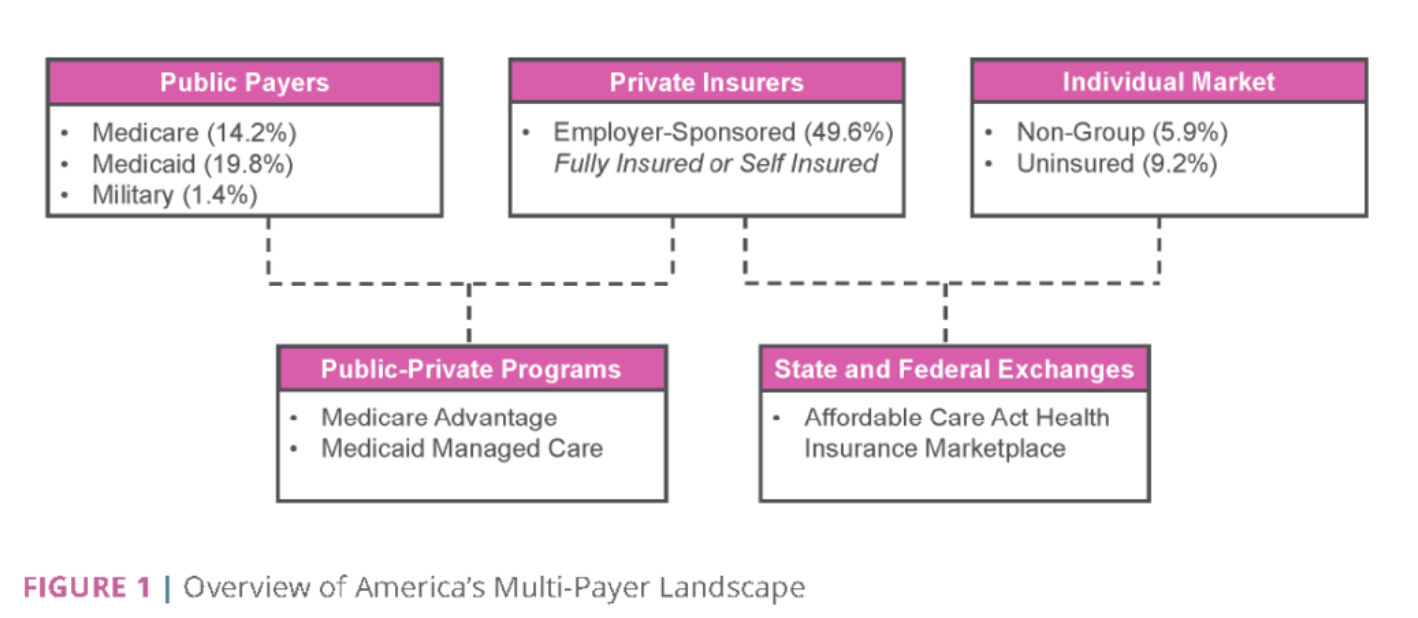 Public Payers
• Medicare (14.2%)
• Medicaid (19.8%)
• Military (1.4%)
Private Insurers
• Employer-Sponsored (49.6%)
Fully Insured or Self Insured
Individual Market
• Non-Group (5.9%)
• Uninsured (9.2%)
Public-Private Programs
• Medicare Advantage
• Medicaid Managed Care
State and Federal Exchanges
• Affordable Care Act Health
Insurance Marketplace
FIGURE 1 | Overview of America’s Multi-Payer Landscape